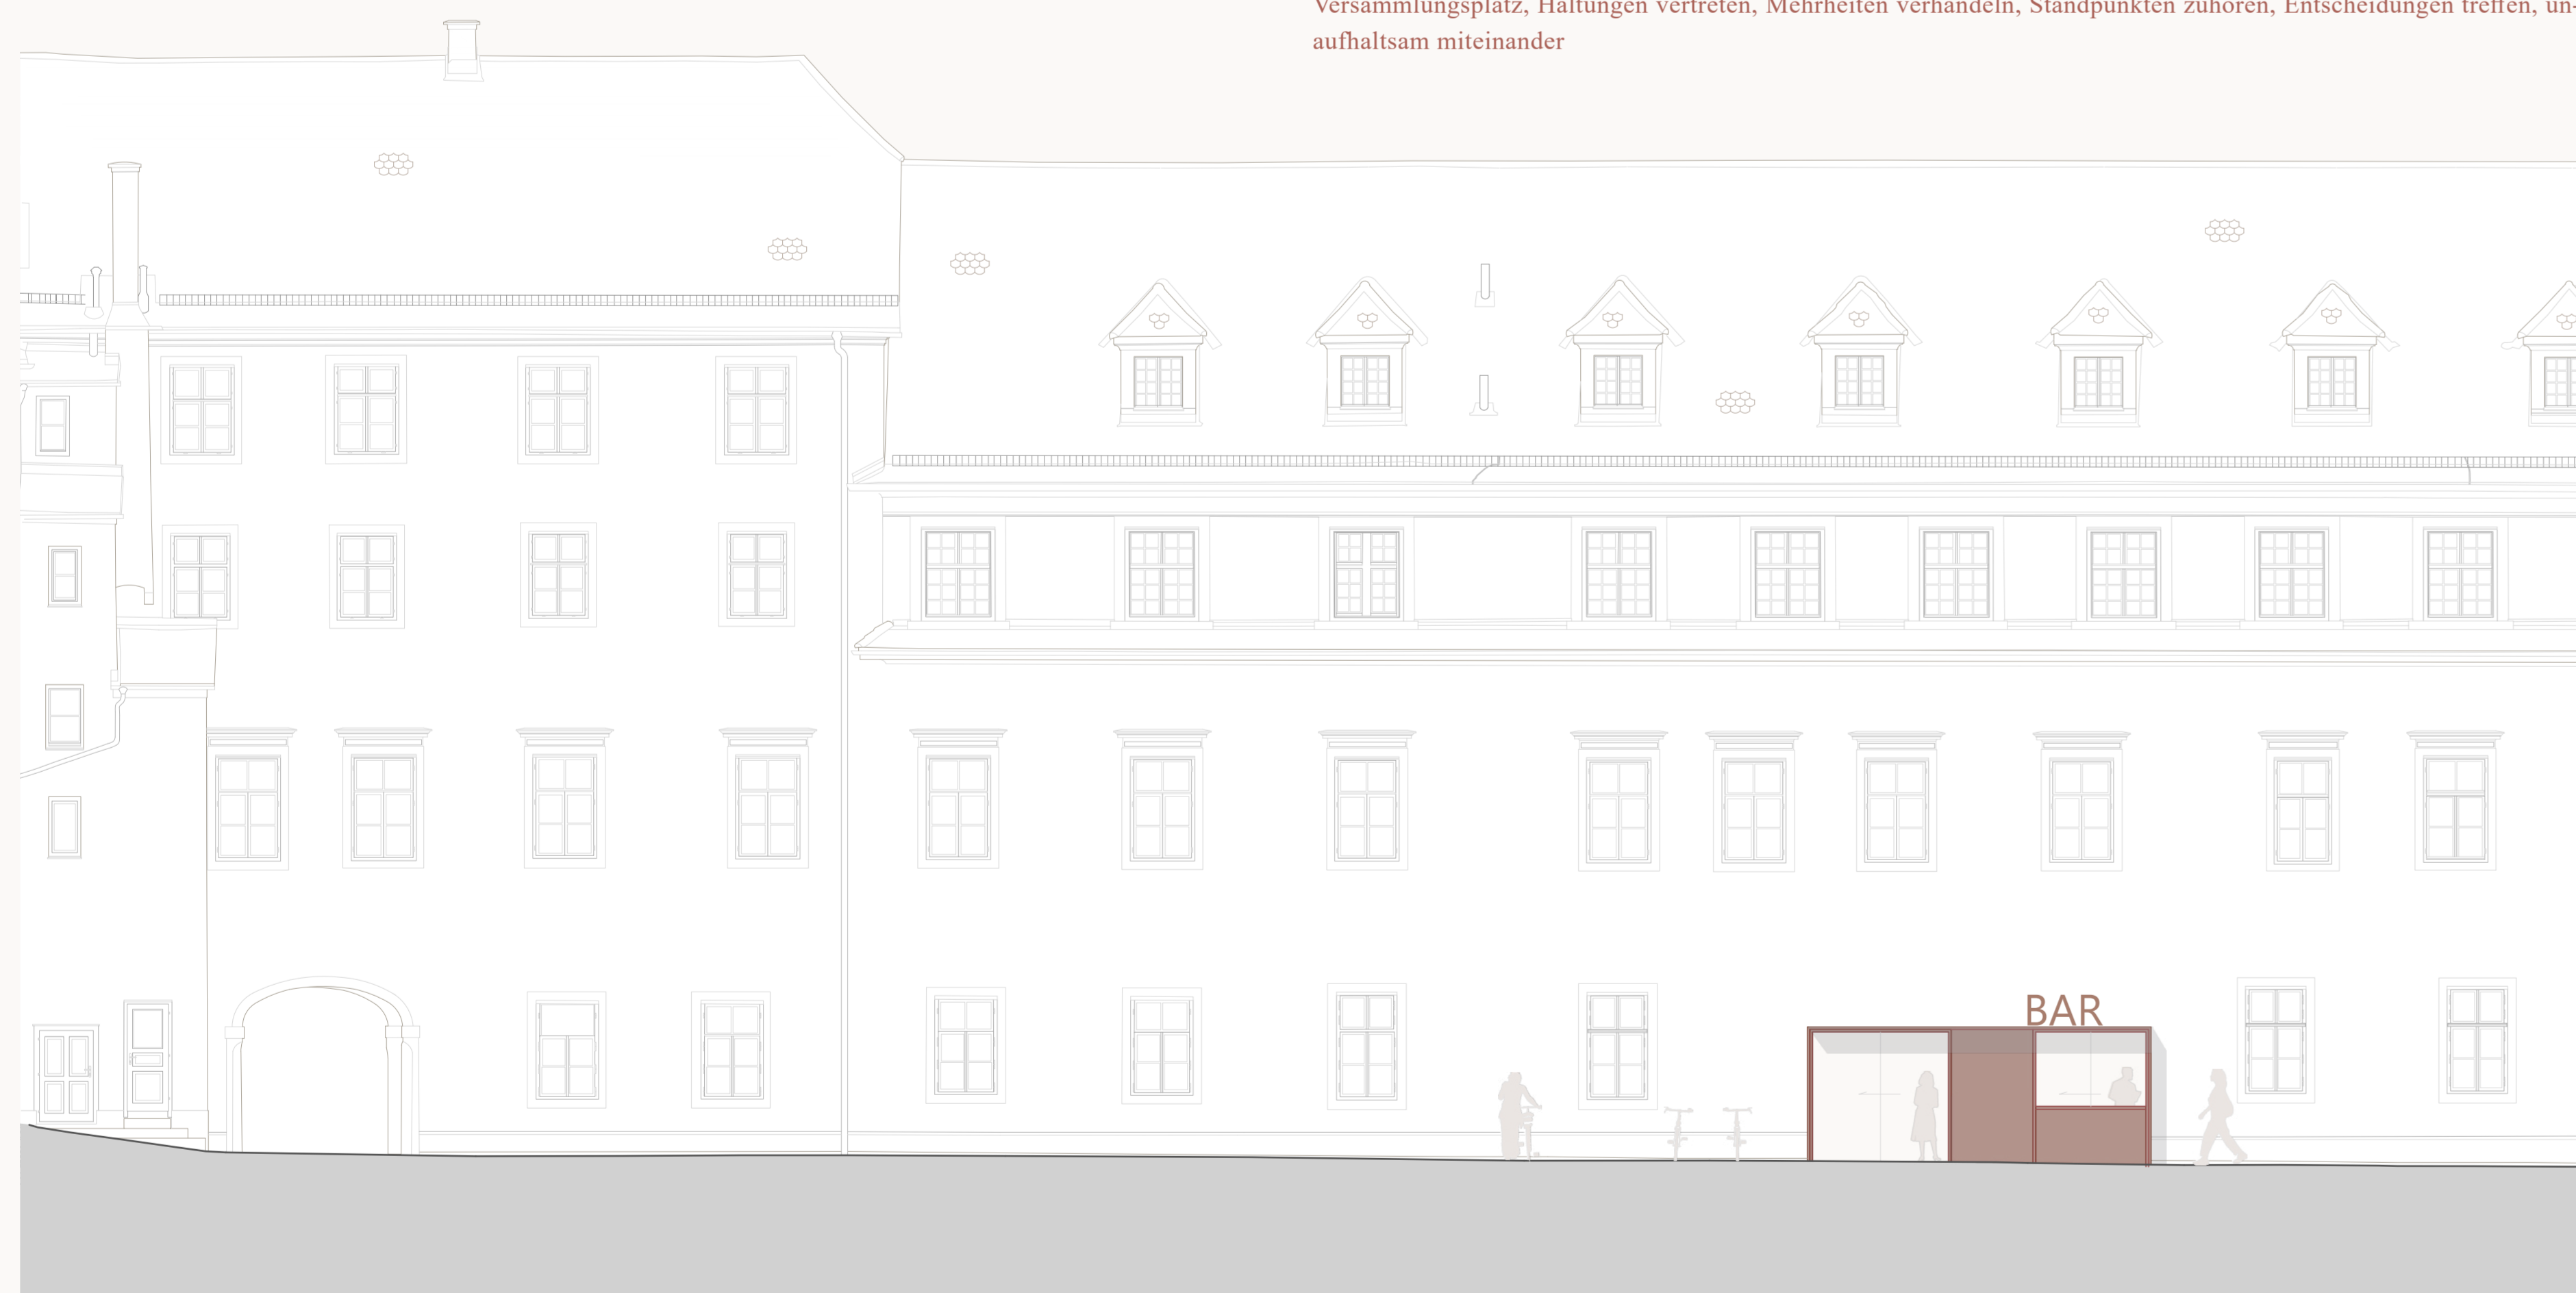 Versammlungsplatz, Haltungen vertreten, Mehrheiten verhandeln, Standpunkten zuhören, Entscheidungen treffen, un-
aufhaltsam miteinander
BAR